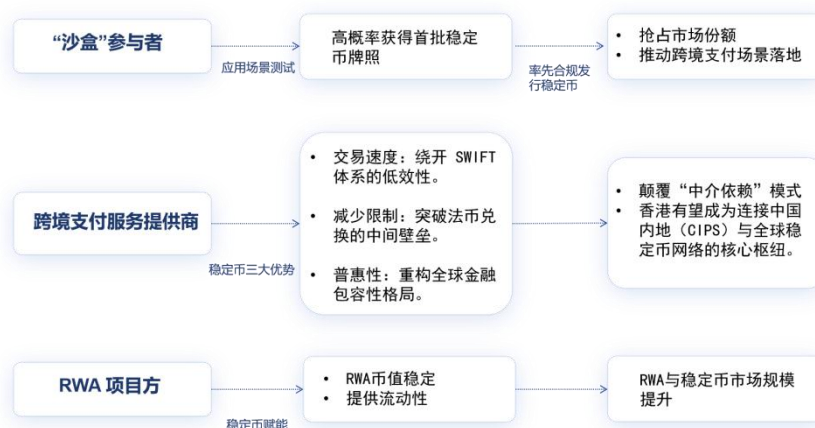 “沙盒”参与者
应用场景测试
高概率获得首批稳定
币牌照
率先合规发
行稳定币
• 抢占市场份额
• 推动跨境支付场景落地
跨境支付服务提供商
稳定币三大优势
• 交易速度：绕开 SWIFT
体系的低效性。
• 减少限制：突破法币兑
换的中间壁垒。
• 普惠性：重构全球金融
包容性格局。
• 颠覆“中介依赖”模式
• 香港有望成为连接中国
内地（CIPS）与全球稳
定币网络的核心枢纽。
RWA 项目方
稳定币赋能
• RWA币值稳定
• 提供流动性
RWA与稳定币市场规模
提升